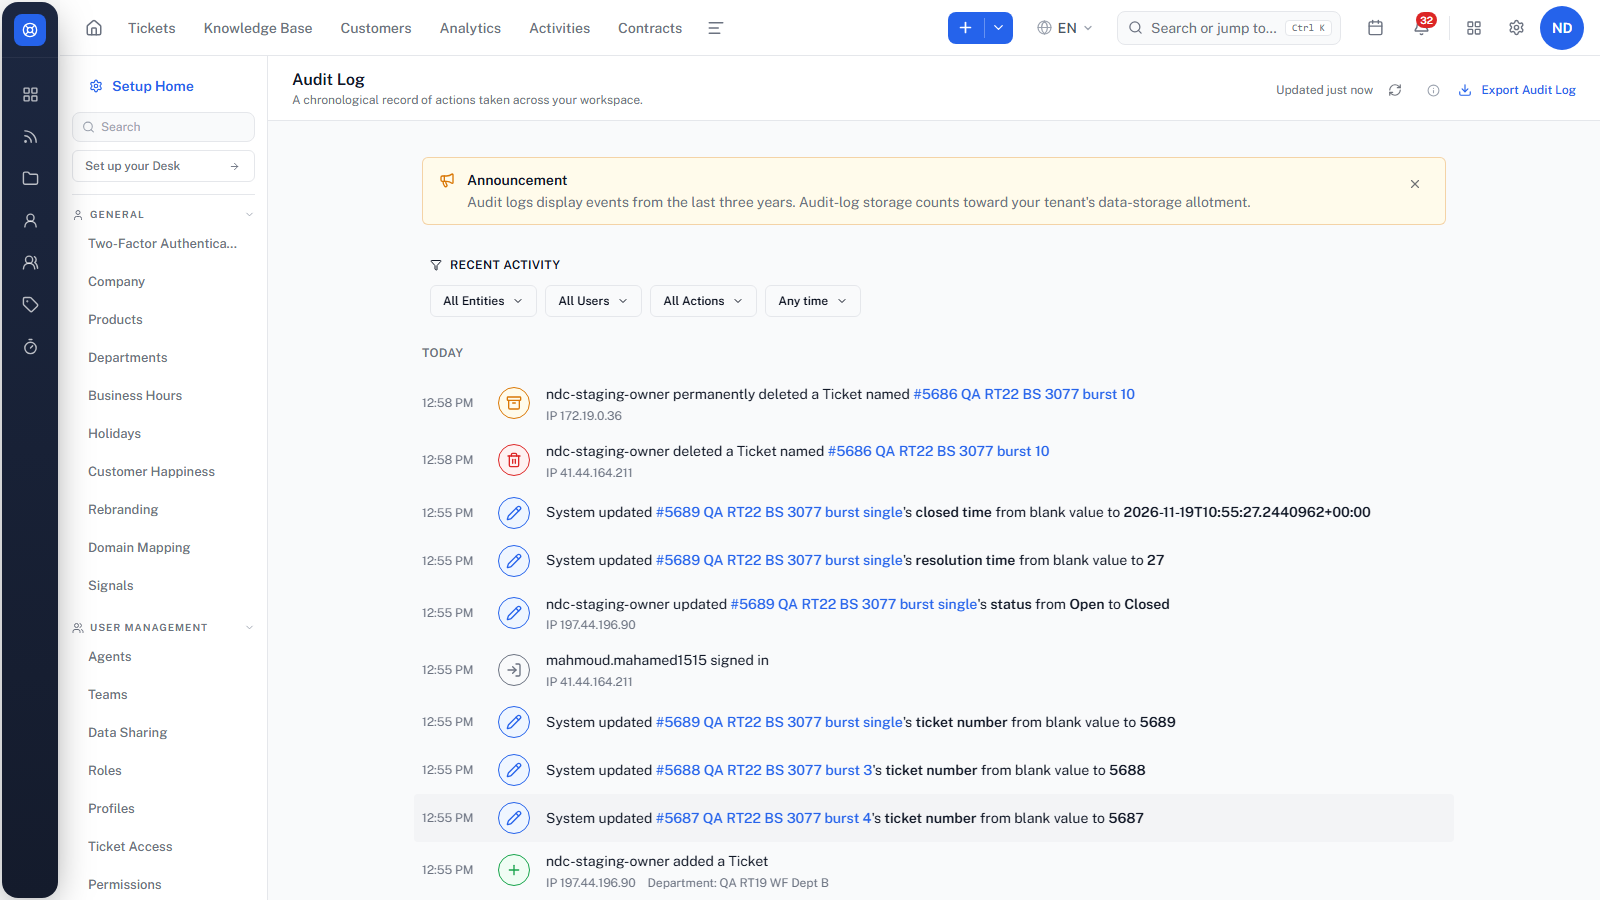 Tickets
Knowledge Base
Customers
Analytics
Activities
Contracts
EN
Search or jump to...
Ctrl K
32
ND
Setup Home
Search
Set up your Desk
GENERAL
Two-Factor Authentica...
Company
Products
Departments
Business Hours
Holidays
Customer Happiness
Rebranding
Domain Mapping
Signals
USER MANAGEMENT
Agents
Teams
Data Sharing
Roles
Profiles
Ticket Access
Permissions
Audit Log
A chronological record of actions taken across your workspace.
Updated just now
Export Audit Log
Announcement
Audit logs display events from the last three years. Audit-log storage counts toward your tenant's data-storage allotment.
RECENT ACTIVITY
All Entities
All Users
All Actions
Any time
TODAY
12:58 PM
ndc-staging-owner permanently deleted a Ticket named #5686 QA RT22 BS 3077 burst 10
IP 172.19.0.36
12:58 PM
ndc-staging-owner deleted a Ticket named #5686 QA RT22 BS 3077 burst 10
IP 41.44.164.211
12:55 PM
System updated #5689 QA RT22 BS 3077 burst single's closed time from blank value to 2026-11-19T10:55:27.2440962+00:00
12:55 PM
System updated #5689 QA RT22 BS 3077 burst single's resolution time from blank value to 27
12:55 PM
ndc-staging-owner updated #5689 QA RT22 BS 3077 burst single's status from Open to Closed
IP 197.44.196.90
12:55 PM
mahmoud.mahamed1515 signed in
IP 41.44.164.211
12:55 PM
System updated #5689 QA RT22 BS 3077 burst single's ticket number from blank value to 5689
12:55 PM
System updated #5688 QA RT22 BS 3077 burst 3's ticket number from blank value to 5688
12:55 PM
System updated #5687 QA RT22 BS 3077 burst 4's ticket number from blank value to 5687
12:55 PM
ndc-staging-owner added a Ticket
IP 197.44.196.90 Department: QA RT19 WF Dept B